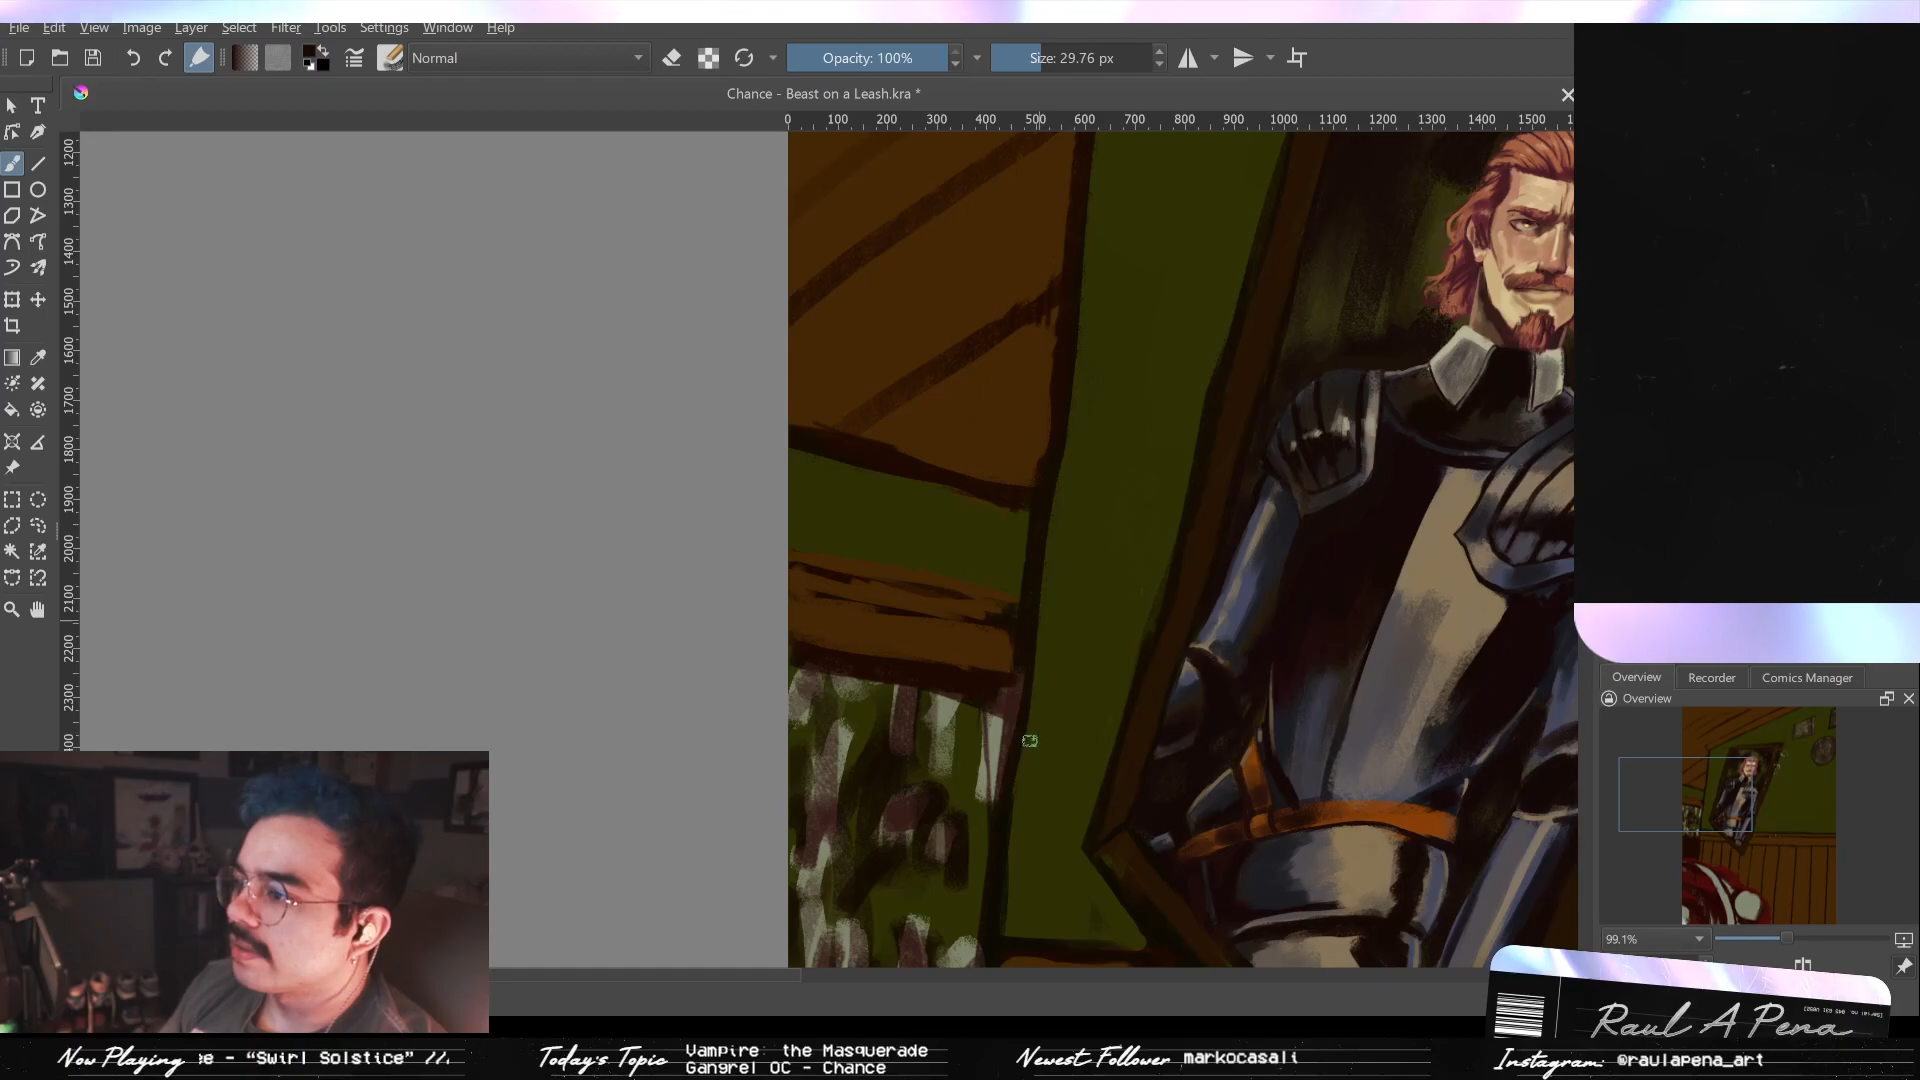 File Edit View Image Layer Select Filter Tools Settings Window Help
Normal Opacity: 100% Size: 29.76 px
Chance - Beast on a Leash.kra *
0 100 200 300 400 500 600 700 800 900 1000 1100 1200 1300 1400 1500
1200
1300
1400
1500
1600
1700
1800
1900
2000
2100
2200
2300
Overview Recorder Comics Manager
Overview
99.1%
Raul A Pena
Now Playing - "Swirl Solstice" //.
Today's Topic Vampire: the Masquerade
Gangrel OC - Chance
Newest Follower markocasali
Instagram: @raulapena_art